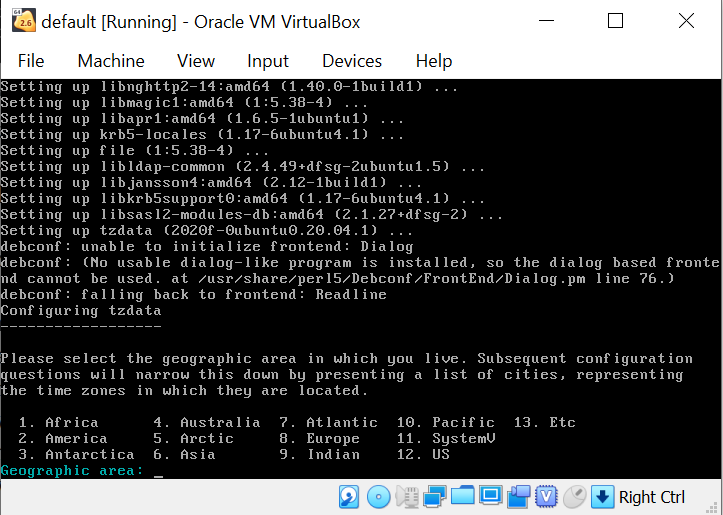 2.6 default [Running] - Oracle VM VirtualBox
File Machine View Input Devices Help
Setting up libnghttp2-14:amd64 (1.40.0-1build1) ...
Setting up libmagic1:amd64 (1:5.38-4) ...
Setting up libapr1:amd64 (1.6.5-1ubuntu1) ...
Setting up krb5-locales (1.17-6ubuntu4.1) ...
Setting up file (1:5.38-4) ...
Setting up libldap-common (2.4.49+dfsg-2ubuntu1.5) ...
Setting up libjansson4:amd64 (2.12-1build1) ...
Setting up libkrb5support0:amd64 (1.17-6ubuntu4.1) ...
Setting up libsasl2-modules-db:amd64 (2.1.27+dfsg-2) ...
Setting up tzdata (2020f-0ubuntu0.20.04.1) ...
debconf: unable to initialize frontend: Dialog
debconf: (No usable dialog-like program is installed, so the dialog based fronte
nd cannot be used. at /usr/share/perl5/Debconf/FrontEnd/Dialog.pm line 76.)
debconf: falling back to frontend: Readline
Configuring tzdata
------------------
Please select the geographic area in which you live. Subsequent configuration
questions will narrow this down by presenting a list of cities, representing
the time zones in which they are located.
1. Africa 4. Australia 7. Atlantic 10. Pacific 13. Etc
2. America 5. Arctic 8. Europe 11. SystemV
3. Antarctica 6. Asia 9. Indian 12. US
Geographic area: _
Right Ctrl